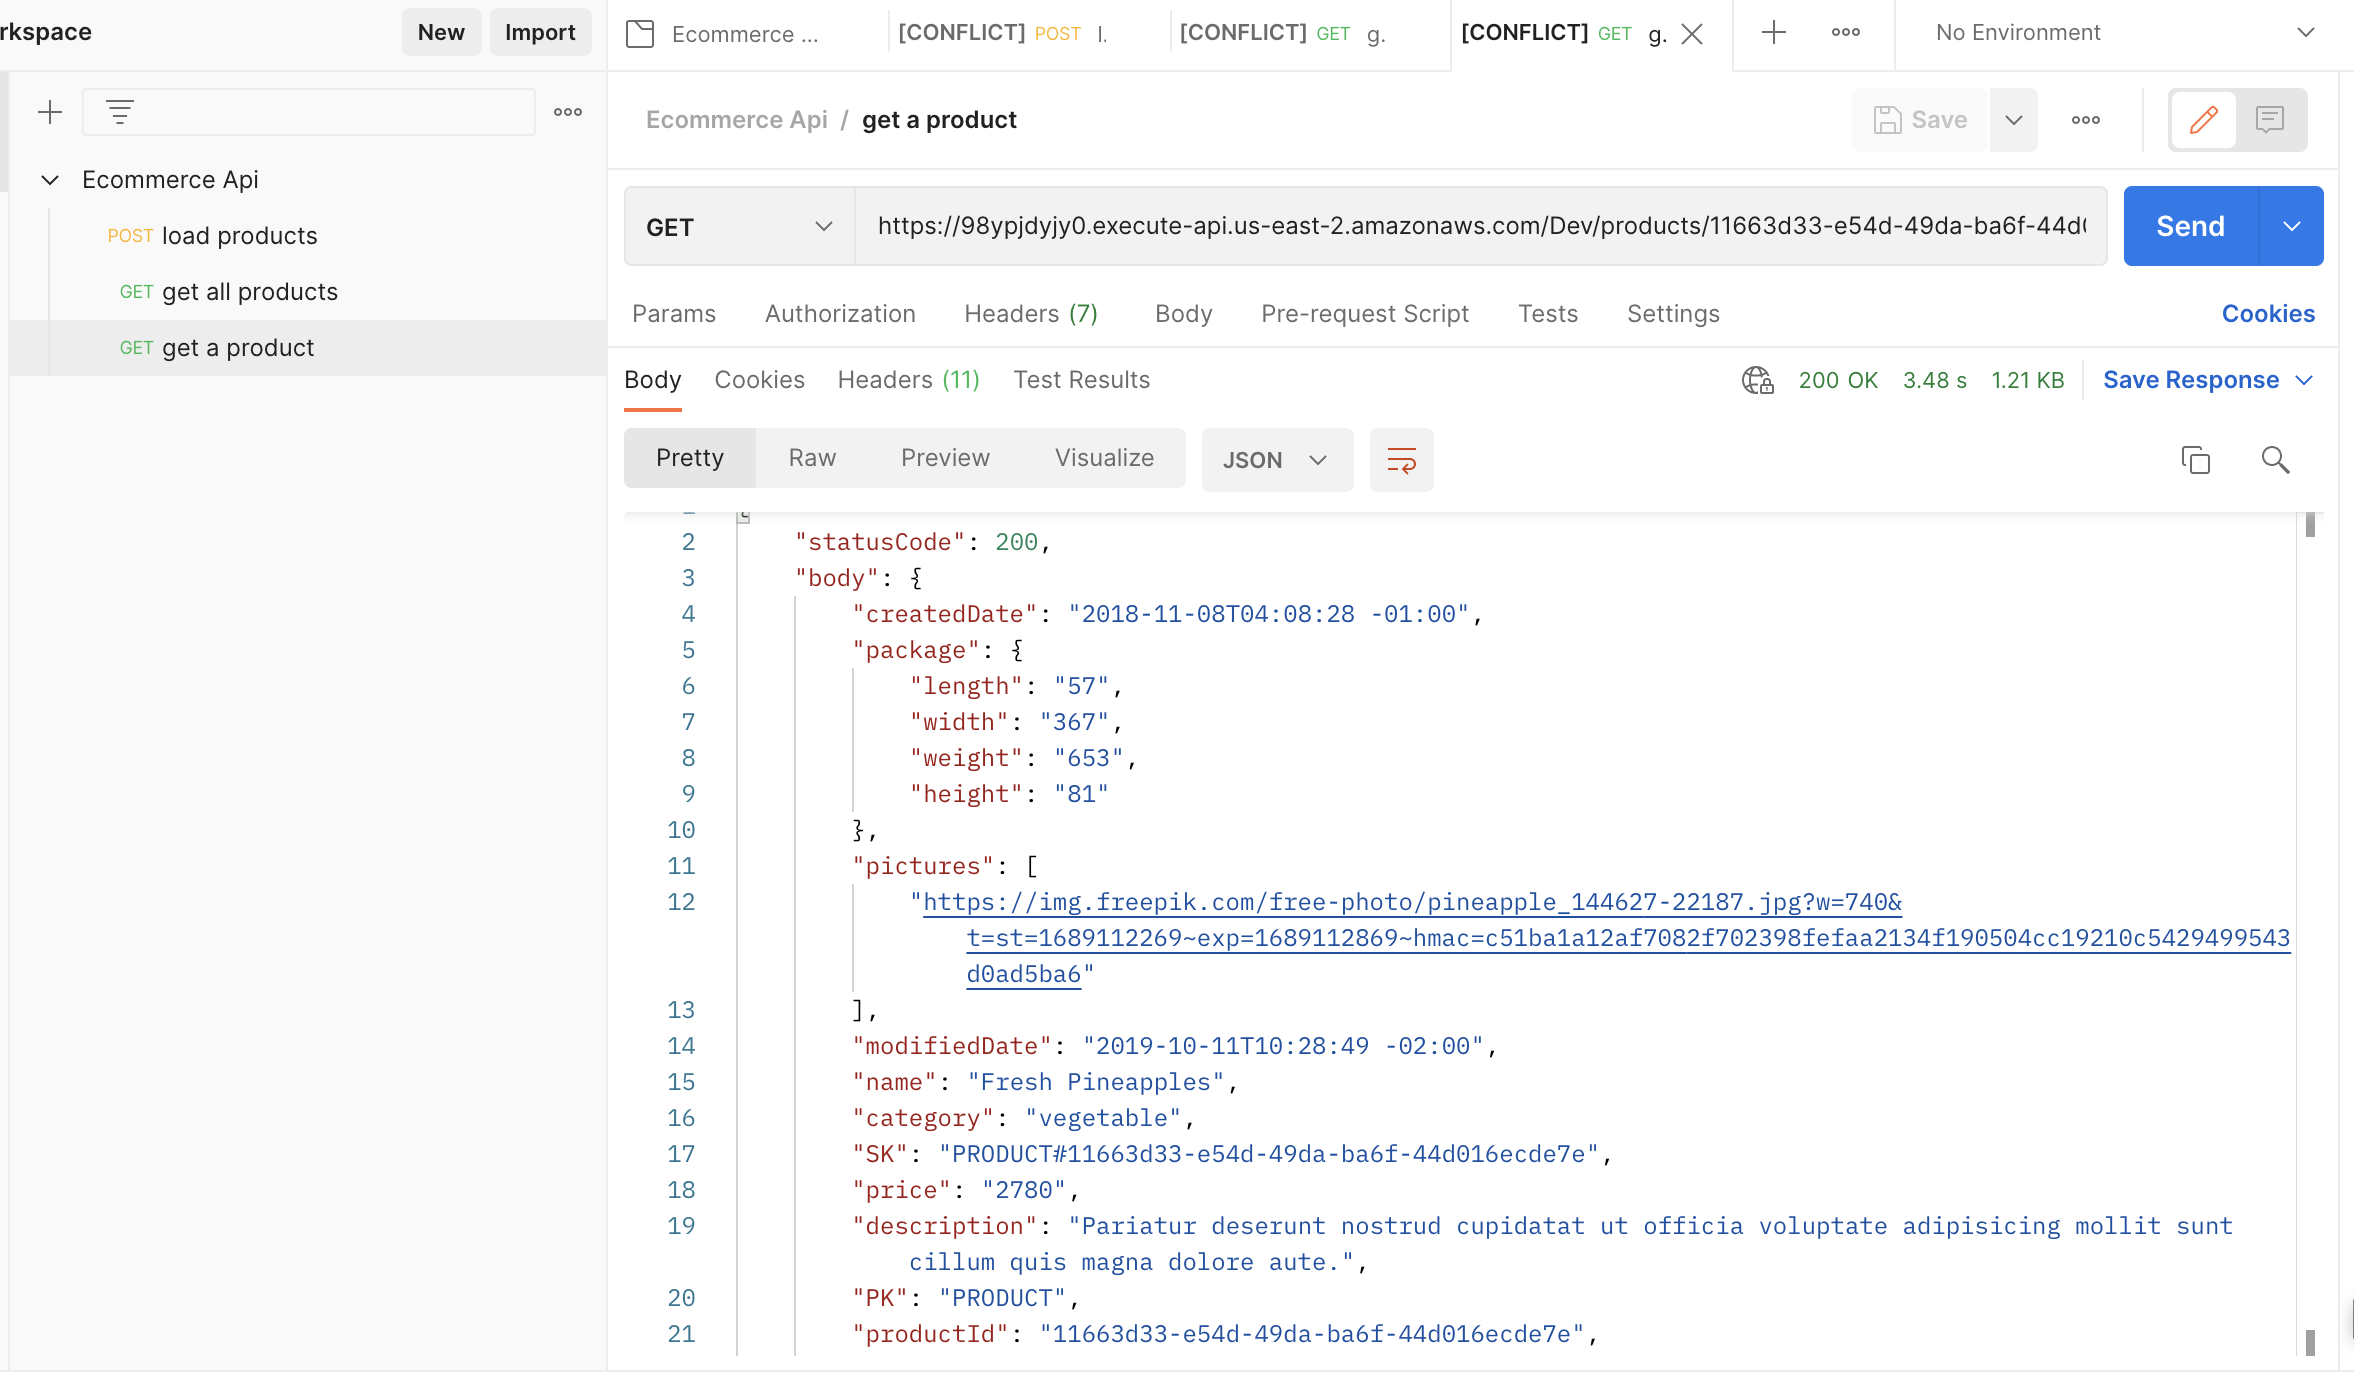 rkspace
New
Import
Ecommerce ...
[CONFLICT] POST l.
[CONFLICT] GET g.
[CONFLICT] GET g.
No Environment
Ecommerce Api
POST load products
GET get all products
GET get a product
Ecommerce Api / get a product
Save
GET
https://98ypjdyjy0.execute-api.us-east-2.amazonaws.com/Dev/products/11663d33-e54d-49da-ba6f-44d0
Send
Params
Authorization
Headers (7)
Body
Pre-request Script
Tests
Settings
Cookies
Body
Cookies
Headers (11)
Test Results
200 OK
3.48 s
1.21 KB
Save Response
Pretty
Raw
Preview
Visualize
JSON
2 "statusCode": 200,
3 "body": {
4 "createdDate": "2018-11-08T04:08:28 -01:00",
5 "package": {
6 "length": "57",
7 "width": "367",
8 "weight": "653",
9 "height": "81"
10 },
11 "pictures": [
12 "https://img.freepik.com/free-photo/pineapple_144627-22187.jpg?w=740&
t=st=1689112269~exp=1689112869~hmac=c51ba1a12af7082f702398fefaa2134f190504cc19210c5429499543
d0ad5ba6"
13 ],
14 "modifiedDate": "2019-10-11T10:28:49 -02:00",
15 "name": "Fresh Pineapples",
16 "category": "vegetable",
17 "SK": "PRODUCT#11663d33-e54d-49da-ba6f-44d016ecde7e",
18 "price": "2780",
19 "description": "Pariatur deserunt nostrud cupidatat ut officia voluptate adipisicing mollit sunt
cillum quis magna dolore aute.",
20 "PK": "PRODUCT",
21 "productId": "11663d33-e54d-49da-ba6f-44d016ecde7e",